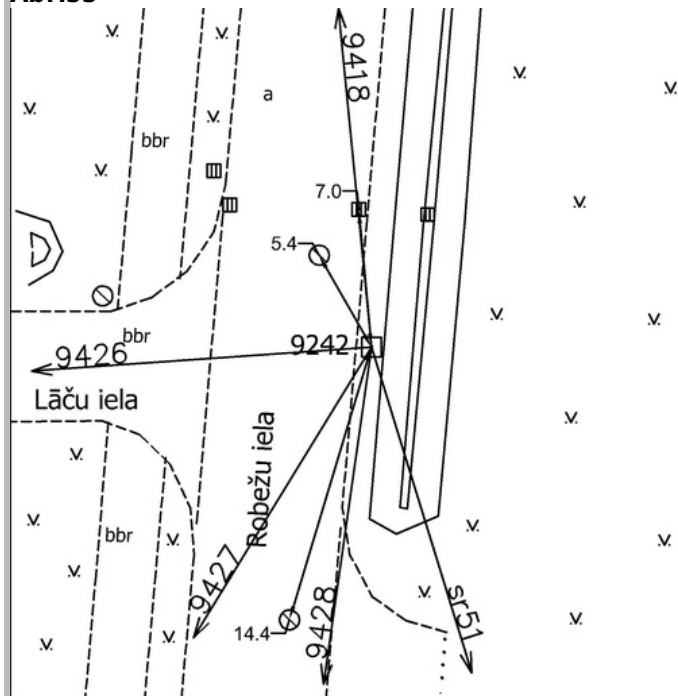 9418
a
bbr
7.0
5.4
bbr
9242
9426
Lāču iela
Robežu iela
bbr
9427
sr51
9428
14.4